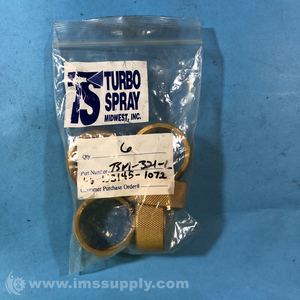 TS TURBO
SPRAY
MIDWEST, INC.
Qty. 6
Part Number TSM-321-1
145-1072
Customer Purchase Order#
www.imssupply.com